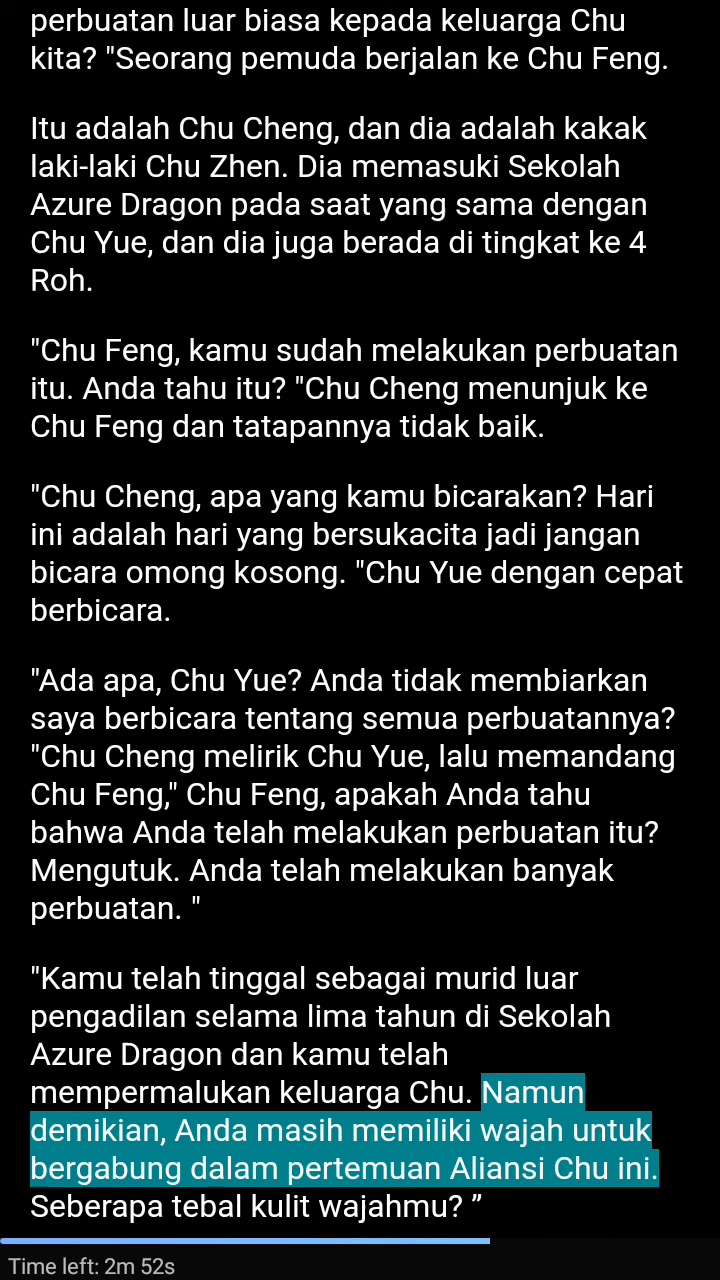 perbuatan luar biasa kepada keluarga Chu
kita? "Seorang pemuda berjalan ke Chu Feng.
Itu adalah Chu Cheng, dan dia adalah kakak
laki-laki Chu Zhen. Dia memasuki Sekolah
Azure Dragon pada saat yang sama dengan
Chu Yue, dan dia juga berada di tingkat ke 4
Roh.
"Chu Feng, kamu sudah melakukan perbuatan
itu. Anda tahu itu? "Chu Cheng menunjuk ke
Chu Feng dan tatapannya tidak baik.
"Chu Cheng, apa yang kamu bicarakan? Hari
ini adalah hari yang bersukacita jadi jangan
bicara omong kosong. "Chu Yue dengan cepat
berbicara.
"Ada apa, Chu Yue? Anda tidak membiarkan
saya berbicara tentang semua perbuatannya?
"Chu Cheng melirik Chu Yue, lalu memandang
Chu Feng," Chu Feng, apakah Anda tahu
bahwa Anda telah melakukan perbuatan itu?
Mengutuk. Anda telah melakukan banyak
perbuatan. "
"Kamu telah tinggal sebagai murid luar
pengadilan selama lima tahun di Sekolah
Azure Dragon dan kamu telah
mempermalukan keluarga Chu. Namun
demikian, Anda masih memiliki wajah untuk
bergabung dalam pertemuan Aliansi Chu ini.
Seberapa tebal kulit wajahmu? ”
Time left: 2m 52s